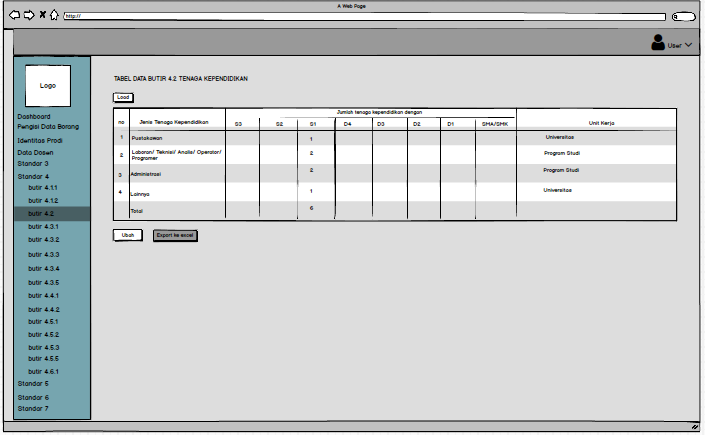 A Web Page
http://
User
Logo
Dashboard
Pengisi Data Borang
Identitas Prodi
Data Dosen
Standar 3
Standar 4
butir 4.1.1
butir 4.1.2
butir 4.2
butir 4.3.1
butir 4.3.2
butir 4.3.3
butir 4.3.4
butir 4.3.5
butir 4.4.1
butir 4.4.2
butir 4.5.1
butir 4.5.2
butir 4.5.3
butir 4.5.5
butir 4.6.1
Standar 5
Standar 6
Standar 7
TABEL DATA BUTIR 4.2 TENAGA KEPENDIDIKAN
Load
no Jenis Tenaga Kependidikan Jumlah tenaga kependidikan dengan Unit Kerja
S3 S2 S1 D4 D3 D2 D1 SMA/SMK
1 Pustakawan 1 Universitas
2 Laboran/ Teknisi/ Analis/ Operator/ Programer 2 Program Studi
3 Administrasi 2 Program Studi
4 Lainnya 1 Universitas
Total 6
Ubah Export ke excel